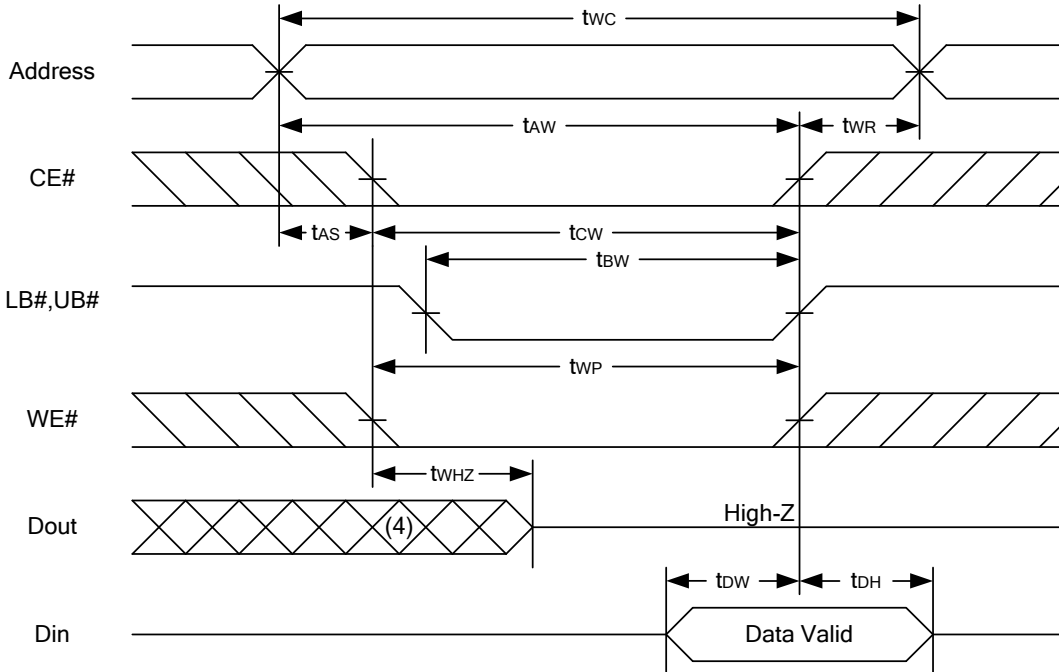 tWC
Address
tAW
tWR
CE#
tAS
tCW
tBW
LB#,UB#
tWP
WE#
tWHZ
Dout
(4)
High-Z
tDW
tDH
Din
Data Valid